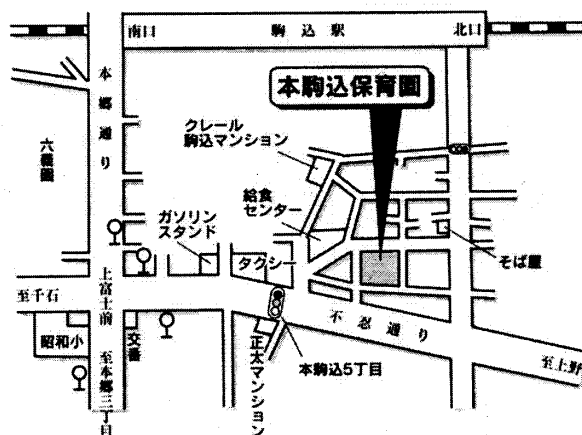 南口
駒込駅
北口
本郷通り
本駒込保育園
クレール
駒込マンション
六義園
給食
センター
ガソリン
スタンド
タクシー
そば屋
上富士前
至千石
不忍通り
昭和小
交番
正太マンション
本駒込5丁目
至上野
至本郷三丁目